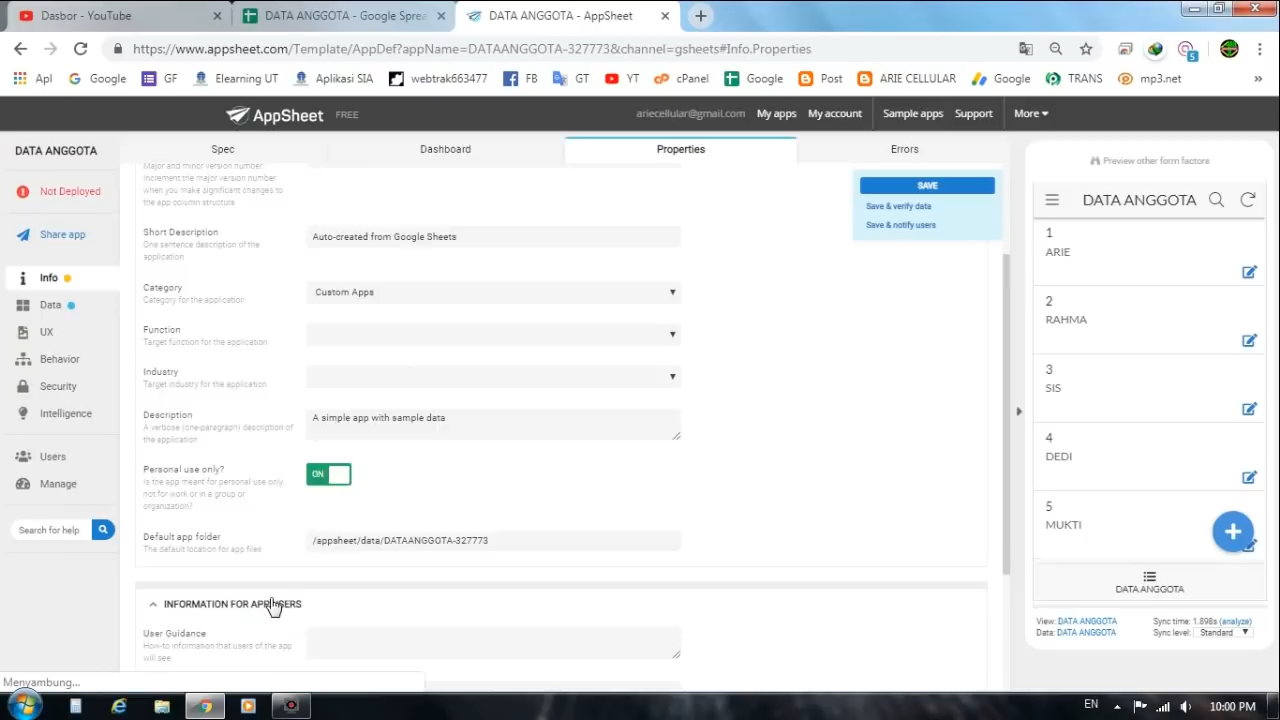 Dasbor - YouTube
DATA ANGGOTA - Google Sprea
DATA ANGGOTA - AppSheet
https://www.appsheet.com/Template/AppDef?appName=DATAANGGOTA-327773&channel=gsheets#Info.Properties
Apl
Google
GF
Elearning UT
Aplikasi SIA
webtrak663477
FB
GT
YT
cPanel
Google
Post
ARIE CELLULAR
Google
TRANS
mp3.net
»
AppSheet FREE
ariecellular@gmail.com
My apps
My account
Sample apps
Support
More
DATA ANGGOTA
Not Deployed
Share app
Info
Data
UX
Behavior
Security
Intelligence
Users
Manage
Search for help
Spec
Dashboard
Properties
Errors
Major and minor version number.
Increment the major version number
when you make significant changes to
the app column structure.
Short Description
One sentence description of the
application
Auto-created from Google Sheets
Category
Category for the application
Custom Apps
Function
Target function for the application
Industry
Target industry for the application
Description
A verbose (one-paragraph) description of
the application
A simple app with sample data
Personal use only?
Is the app meant for personal use only,
not for work or in a group or
organization?
ON
Default app folder
The default location for app files
/appsheet/data/DATAANGGOTA-327773
INFORMATION FOR APP USERS
User Guidance
How-to information that users of the app
will see
SAVE
Save & verify data
Save & notify users
Preview other form factors
DATA ANGGOTA
1
ARIE
2
RAHMA
3
SIS
4
DEDI
5
MUKTI
DATA ANGGOTA
View: DATA ANGGOTA
Data: DATA ANGGOTA
Sync time: 1.898s (analyze)
Sync level: Standard
Menyambung...
EN
10:00 PM